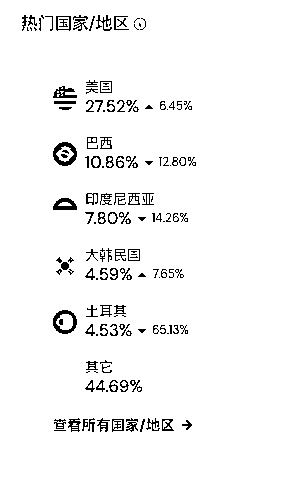 热门国家/地区
美国
27.52% ▲ 6.45%
巴西
10.86% ▼ 12.80%
印度尼西亚
7.80% ▼ 14.26%
大韩民国
4.59% ▲ 7.65%
土耳其
4.53% ▼ 65.13%
其它
44.69%
查看所有国家/地区 →